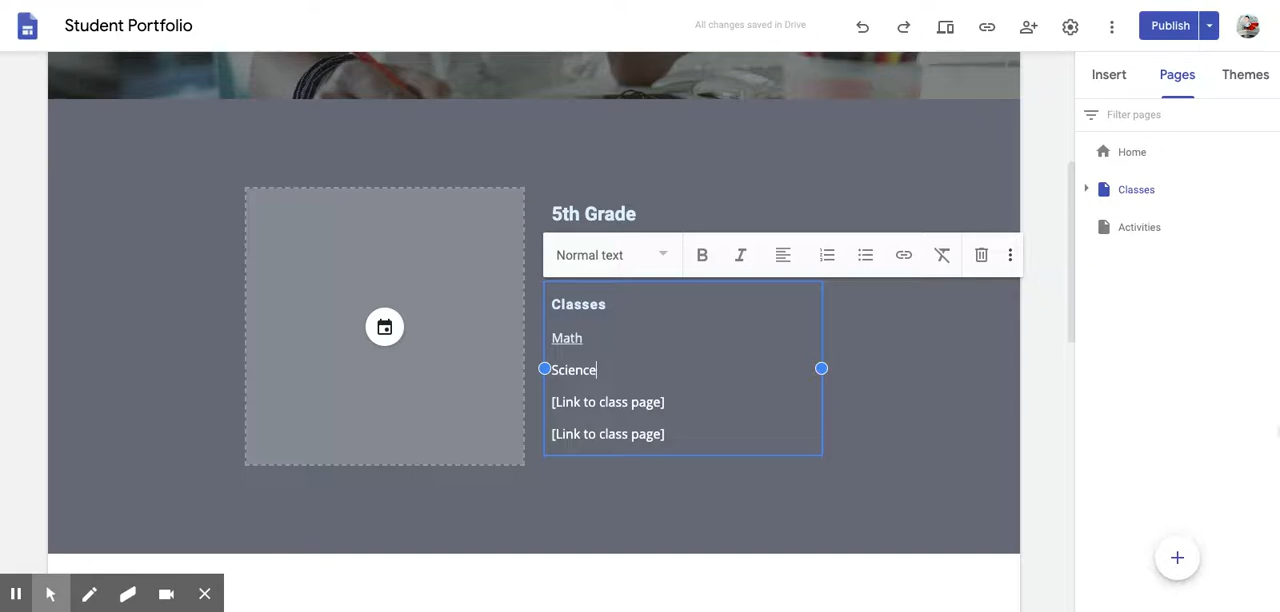 Student Portfolio
All changes saved in Drive
Publish
Insert
Pages
Themes
Filter pages
Home
Classes
Activities
5th Grade
Normal text
B
I
Classes
Math
Science
[Link to class page]
[Link to class page]